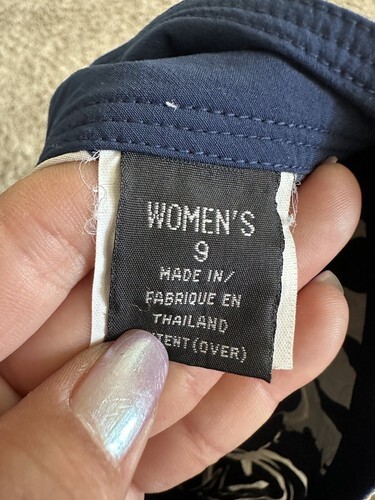 WOMEN'S
9
MADE IN/
FABRIQUE EN
THAILAND
(OVER)